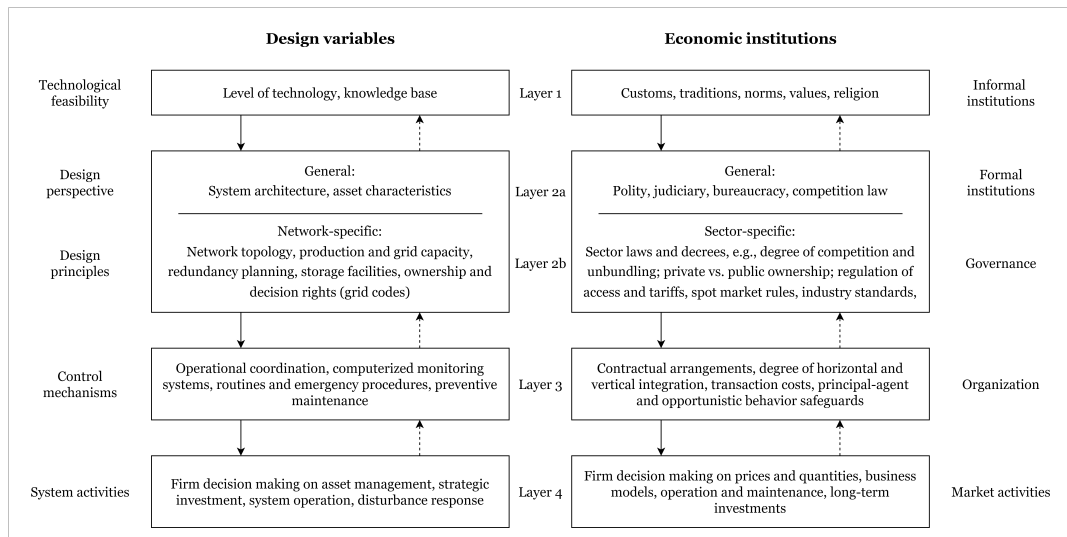 Design variables
Economic institutions
Technological
feasibility
Level of technology, knowledge base
Layer 1
Customs, traditions, norms, values, religion
Informal
institutions
Design
perspective
General:
System architecture, asset characteristics
Layer 2a
General:
Polity, judiciary, bureaucracy, competition law
Formal
institutions
Design
principles
Network-specific:
Network topology, production and grid capacity,
redundancy planning, storage facilities, ownership and
decision rights (grid codes)
Layer 2b
Sector-specific:
Sector laws and decrees, e.g., degree of competition and
unbundling; private vs. public ownership; regulation of
access and tariffs, spot market rules, industry standards,
Governance
Control
mechanisms
Operational coordination, computerized monitoring
systems, routines and emergency procedures, preventive
maintenance
Layer 3
Contractual arrangements, degree of horizontal and
vertical integration, transaction costs, principal-agent
and opportunistic behavior safeguards
Organization
System activities
Firm decision making on asset management, strategic
investment, system operation, disturbance response
Layer 4
Firm decision making on prices and quantities, business
models, operation and maintenance, long-term
investments
Market activities